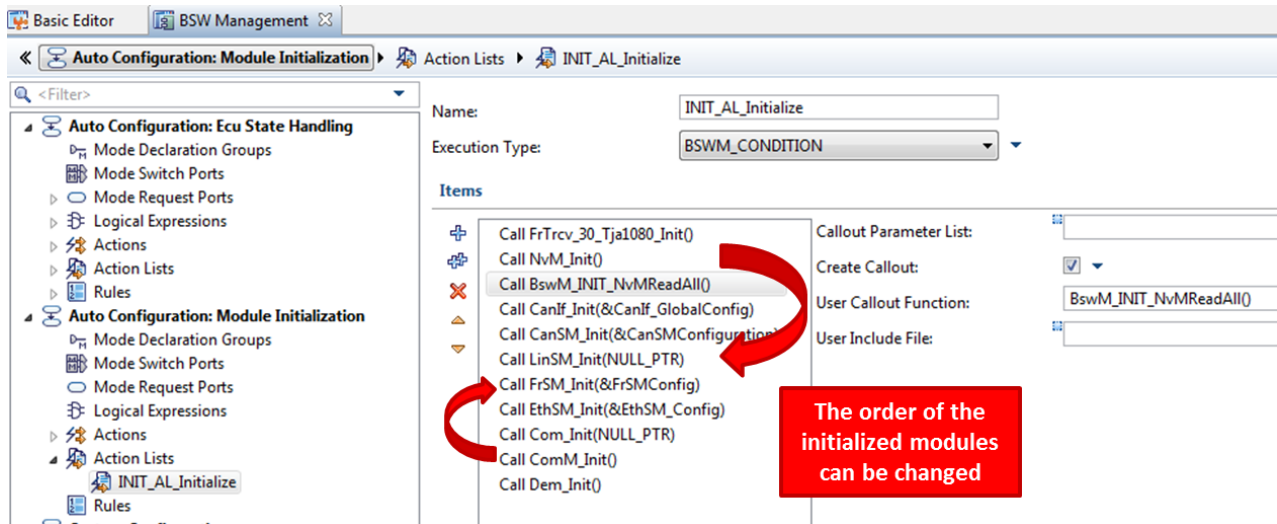 Basic Editor
BSW Management
« Auto Configuration: Module Initialization Action Lists INIT_AL_Initialize
<Filter>
Auto Configuration: Ecu State Handling
Mode Declaration Groups
Mode Switch Ports
Mode Request Ports
Logical Expressions
Actions
Action Lists
Rules
Auto Configuration: Module Initialization
Mode Declaration Groups
Mode Switch Ports
Mode Request Ports
Logical Expressions
Actions
Action Lists
INIT_AL_Initialize
Rules
Name: INIT_AL_Initialize
Execution Type: BSWM_CONDITION
Items
Call FrTrcv_30_Tja1080_Init()
Call NvM_Init()
Call BswM_INIT_NvMReadAll()
Call CanIf_Init(&CanIf_GlobalConfig)
Call CanSM_Init(&CanSMConfiguration)
Call LinSM_Init(NULL_PTR)
Call FrSM_Init(&FrSMConfig)
Call EthSM_Init(&EthSM_Config)
Call Com_Init(NULL_PTR)
Call ComM_Init()
Call Dem_Init()
Callout Parameter List:
Create Callout:
User Callout Function: BswM_INIT_NvMReadAll()
User Include File:
The order of the
initialized modules
can be changed